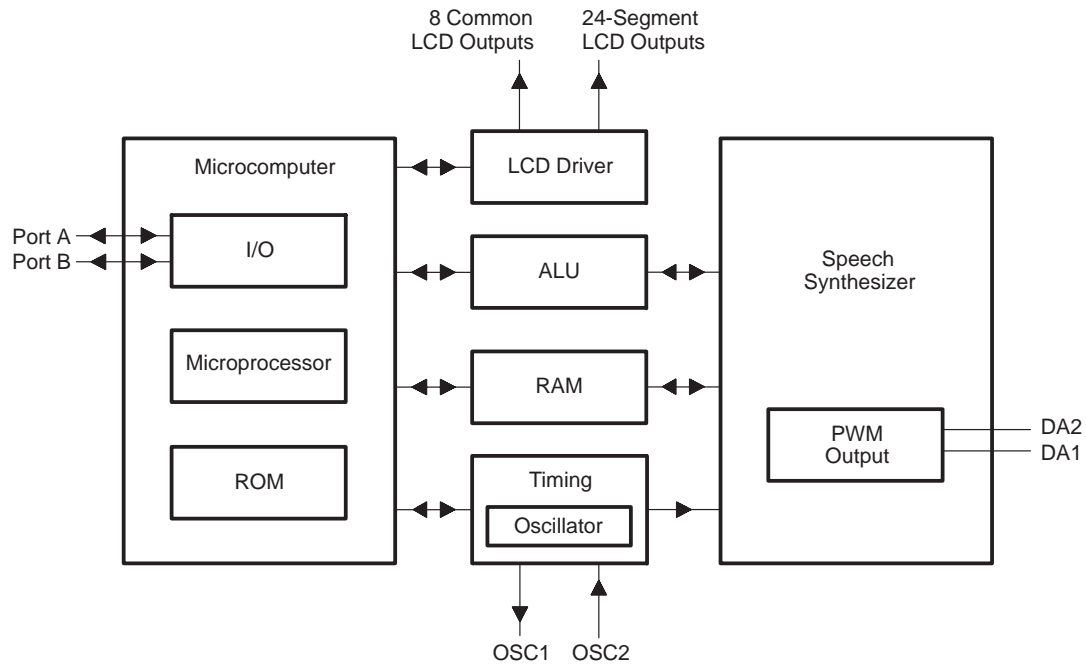 8 Common
LCD Outputs
24-Segment
LCD Outputs
Microcomputer
LCD Driver
Port A
Port B
I/O
ALU
Speech
Synthesizer
Microprocessor
RAM
PWM
Output
DA2
DA1
ROM
Timing
Oscillator
OSC1
OSC2